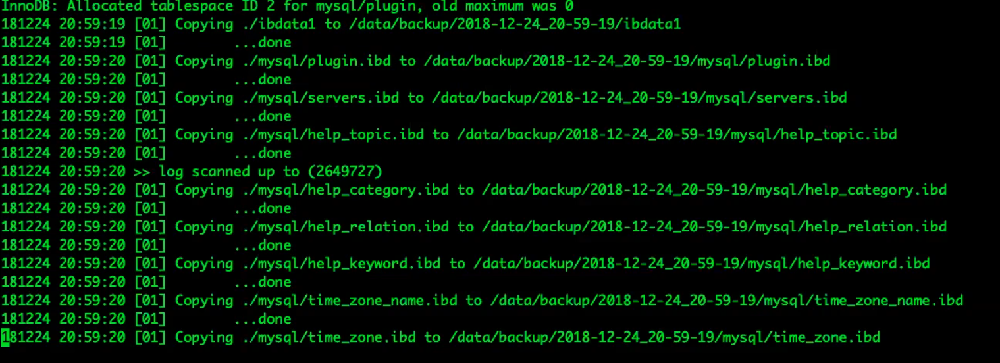 InnoDB: Allocated tablespace ID 2 for mysql/plugin, old maximum was 0
181224 20:59:19 [01] Copying ./ibdata1 to /data/backup/2018-12-24_20-59-19/ibdata1
181224 20:59:19 [01]        ...done
181224 20:59:20 [01] Copying ./mysql/plugin.ibd to /data/backup/2018-12-24_20-59-19/mysql/plugin.ibd
181224 20:59:20 [01]        ...done
181224 20:59:20 [01] Copying ./mysql/servers.ibd to /data/backup/2018-12-24_20-59-19/mysql/servers.ibd
181224 20:59:20 [01]        ...done
181224 20:59:20 [01] Copying ./mysql/help_topic.ibd to /data/backup/2018-12-24_20-59-19/mysql/help_topic.ibd
181224 20:59:20 [01]        ...done
181224 20:59:20 >> log scanned up to (2649727)
181224 20:59:20 [01] Copying ./mysql/help_category.ibd to /data/backup/2018-12-24_20-59-19/mysql/help_category.ibd
181224 20:59:20 [01]        ...done
181224 20:59:20 [01] Copying ./mysql/help_relation.ibd to /data/backup/2018-12-24_20-59-19/mysql/help_relation.ibd
181224 20:59:20 [01]        ...done
181224 20:59:20 [01] Copying ./mysql/help_keyword.ibd to /data/backup/2018-12-24_20-59-19/mysql/help_keyword.ibd
181224 20:59:20 [01]        ...done
181224 20:59:20 [01] Copying ./mysql/time_zone_name.ibd to /data/backup/2018-12-24_20-59-19/mysql/time_zone_name.ibd
181224 20:59:20 [01]        ...done
181224 20:59:20 [01] Copying ./mysql/time_zone.ibd to /data/backup/2018-12-24_20-59-19/mysql/time_zone.ibd